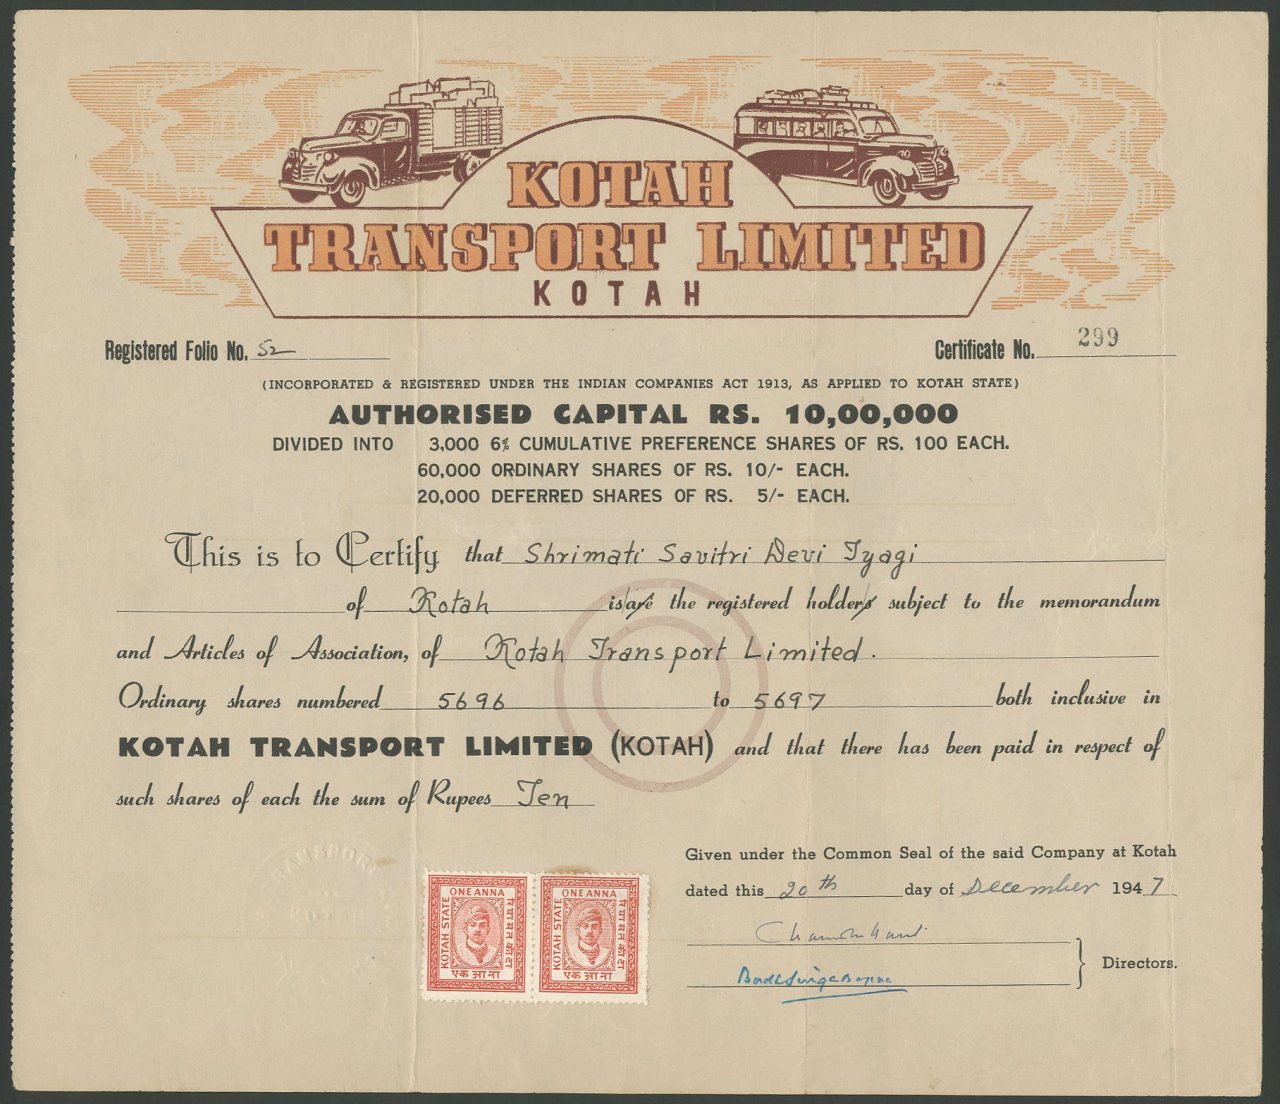 KOTAH
TRANSPORT LIMITED
KOTAH
Registered Folio No. 52
Certificate No. 299
(INCORPORATED & REGISTERED UNDER THE INDIAN COMPANIES ACT 1913, AS APPLIED TO KOTAH STATE)
AUTHORISED CAPITAL RS. 10,00,000
DIVIDED INTO 3,000 6% CUMULATIVE PREFERENCE SHARES OF RS. 100 EACH.
60,000 ORDINARY SHARES OF RS. 10/- EACH.
20,000 DEFERRED SHARES OF RS. 5/- EACH.
This is to Certify that Shrimati Savitri Devi Tyagi
of Kotah is/are the registered holder/s subject to the memorandum
and Articles of Association, of Kotah Transport Limited.
Ordinary shares numbered 5696 to 5697 both inclusive in
KOTAH TRANSPORT LIMITED (KOTAH) and that there has been paid in respect of
such shares of each the sum of Rupees Ten
Given under the Common Seal of the said Company at Kotah
dated this 20th day of December 1947
Directors.
TRANSPORT
KOTAH
ONE ANNA
KOTAH STATE
रियासत कोटा
एक आना
ONE ANNA
KOTAH STATE
रियासत कोटा
एक आना